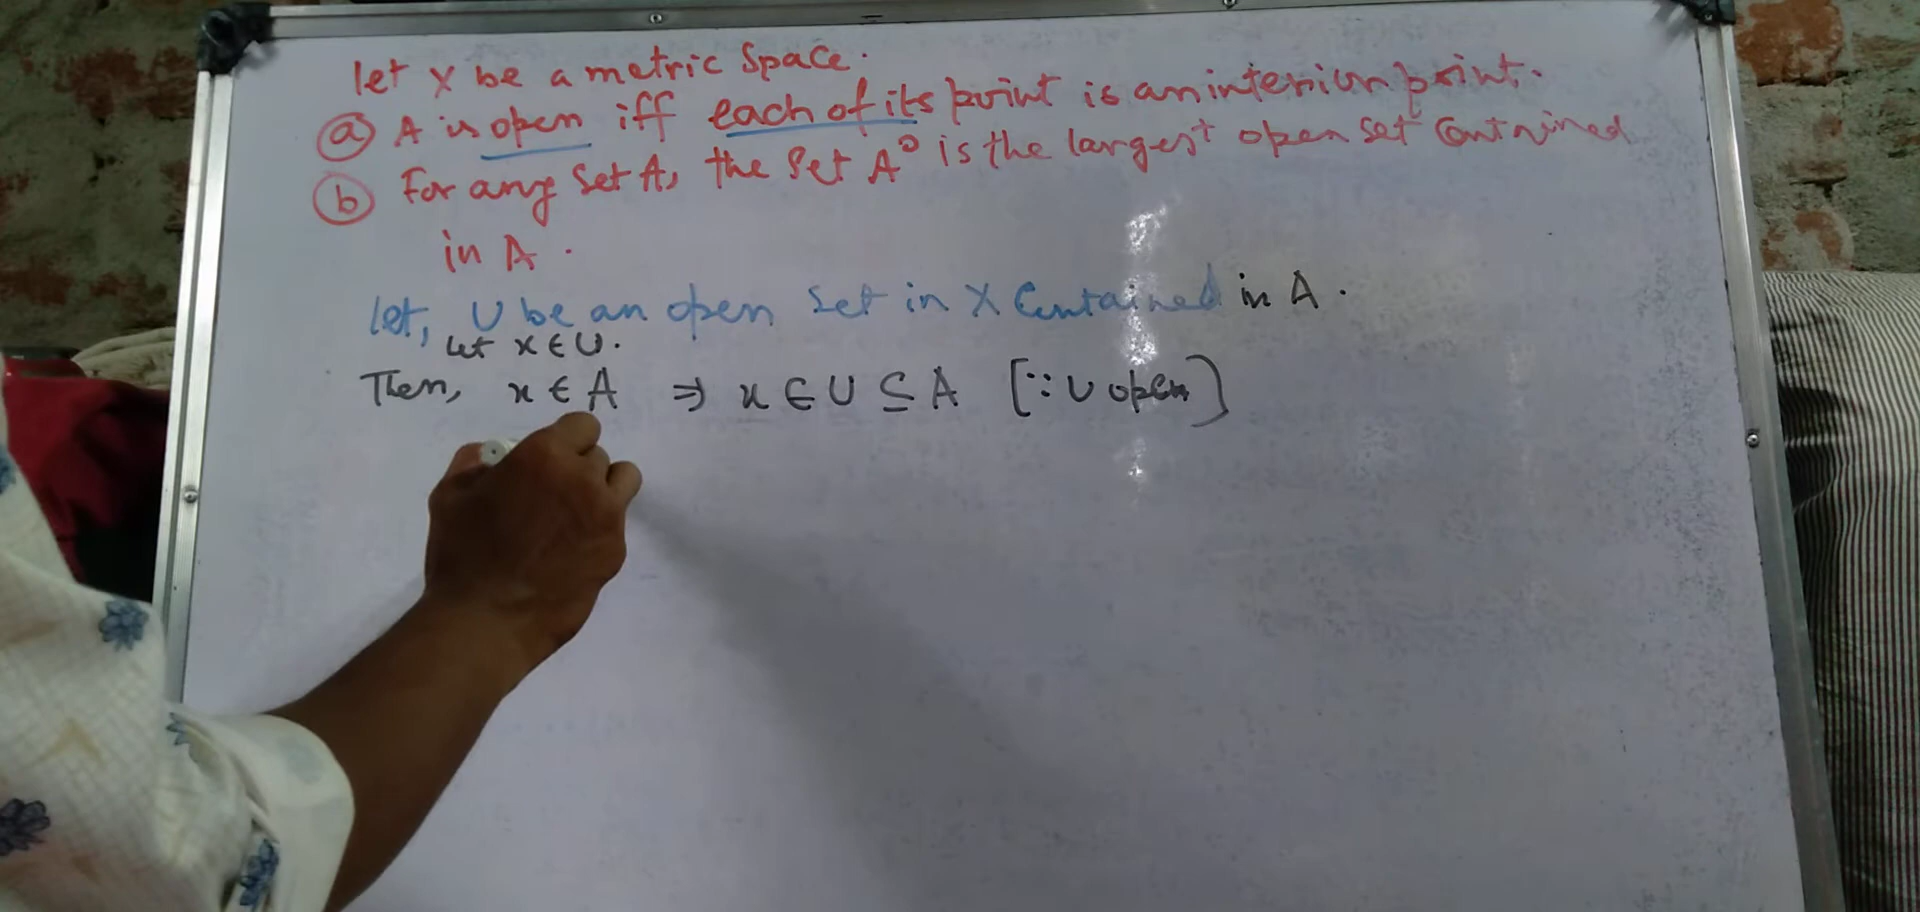 let X be a metric Space.
ⓐ A is open iff each of its point is an interior point.
ⓑ For any Set A, the Set A° is the largest open set Contained
in A.
let, U be an open Set in X Contained in A.
Let x ∈ U.
Then, x ∈ A ⇒ x ∈ U ⊆ A [∵ U open]